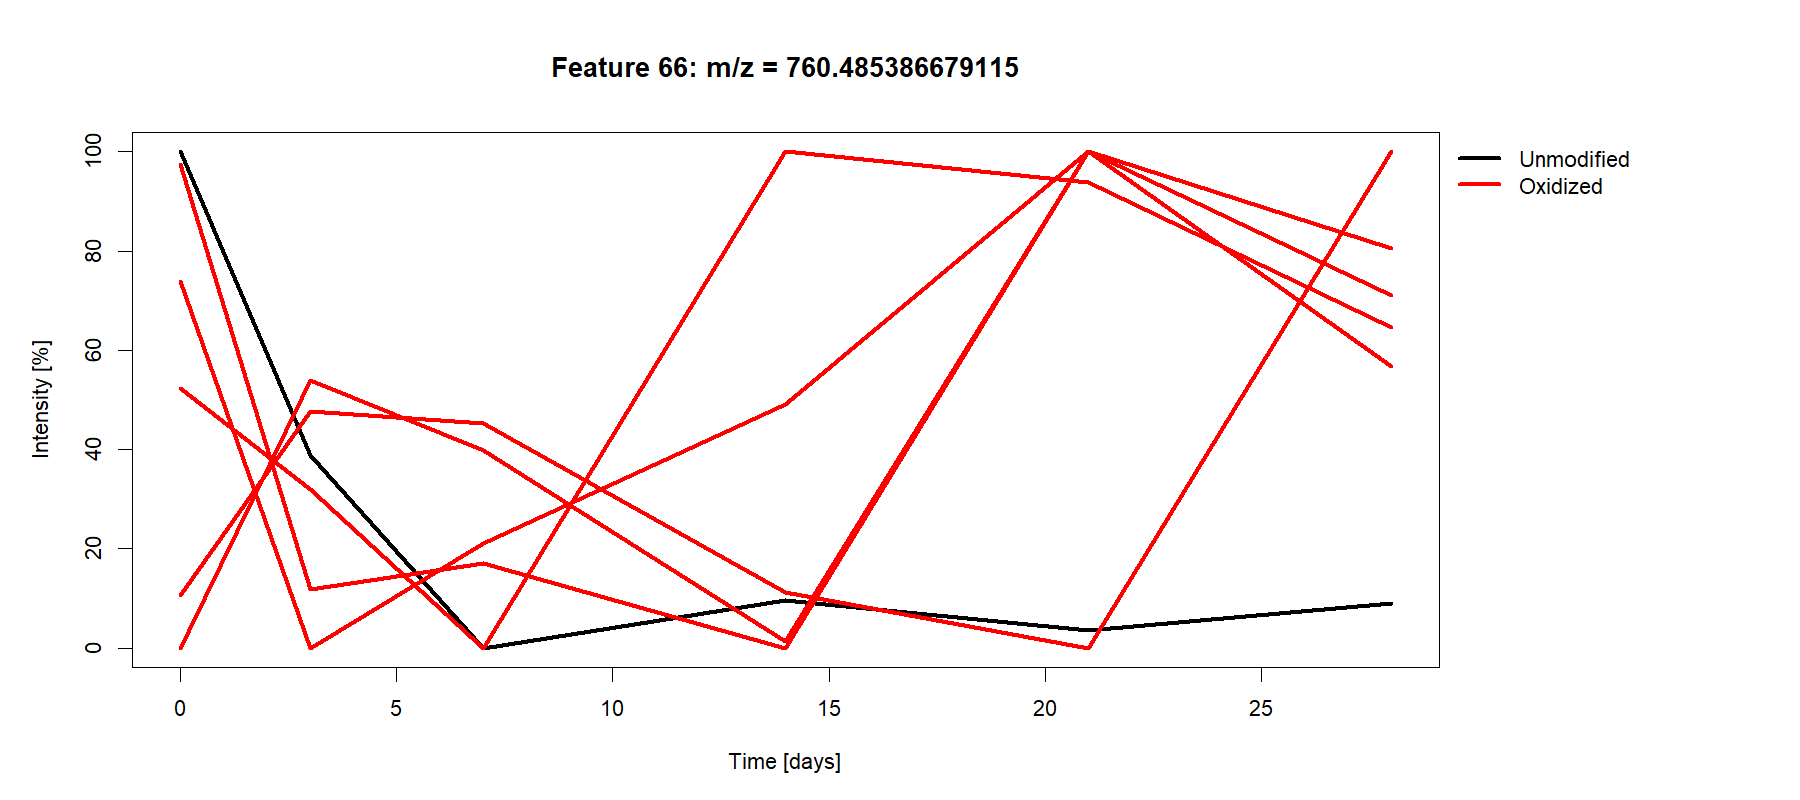 Feature 66: m/z = 760.485386679115
Unmodified
Oxidized
Intensity [%]
100
80
60
40
20
0
0 5 10 15 20 25
Time [days]